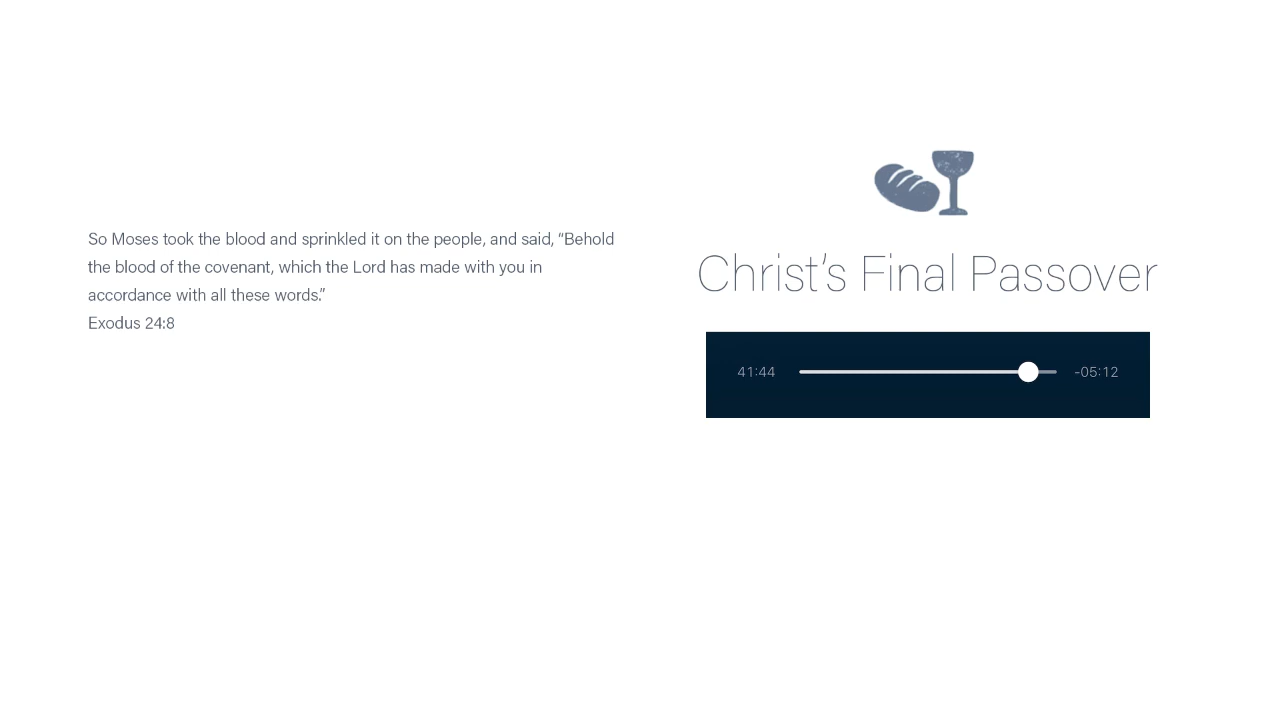 So Moses took the blood and sprinkled it on the people, and said, “Behold
the blood of the covenant, which the Lord has made with you in
accordance with all these words.”
Exodus 24:8
Christ’s Final Passover
41:44
-05:12